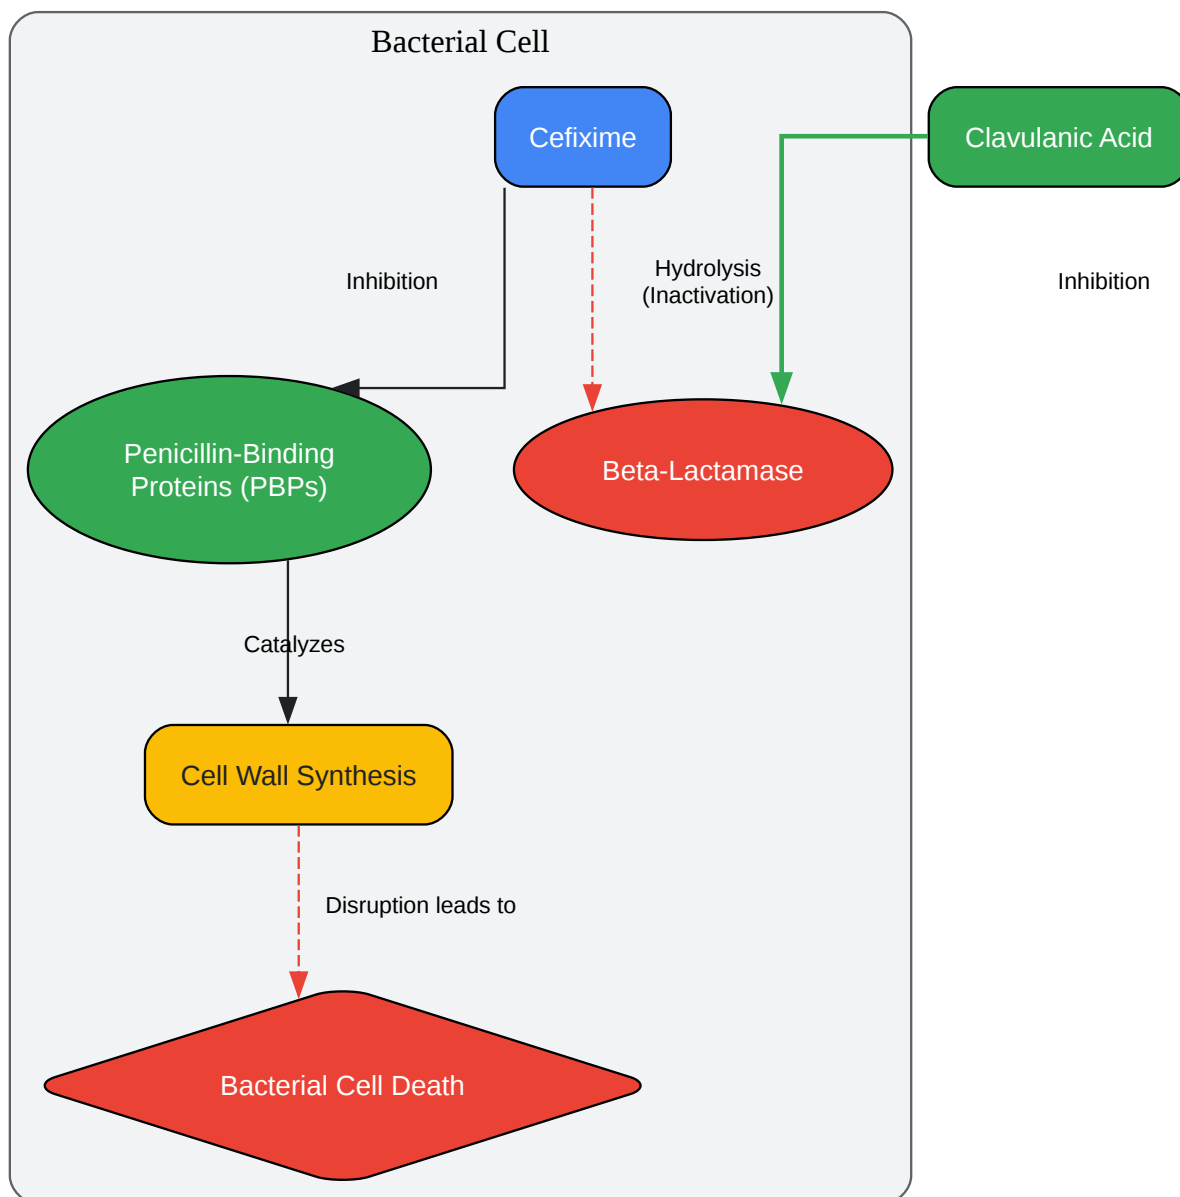 Bacterial Cell
Cefixime
Clavulanic Acid
Inhibition
Hydrolysis
(Inactivation)
Inhibition
Penicillin-Binding
Proteins (PBPs)
Beta-Lactamase
Catalyzes
Cell Wall Synthesis
Disruption leads to
Bacterial Cell Death